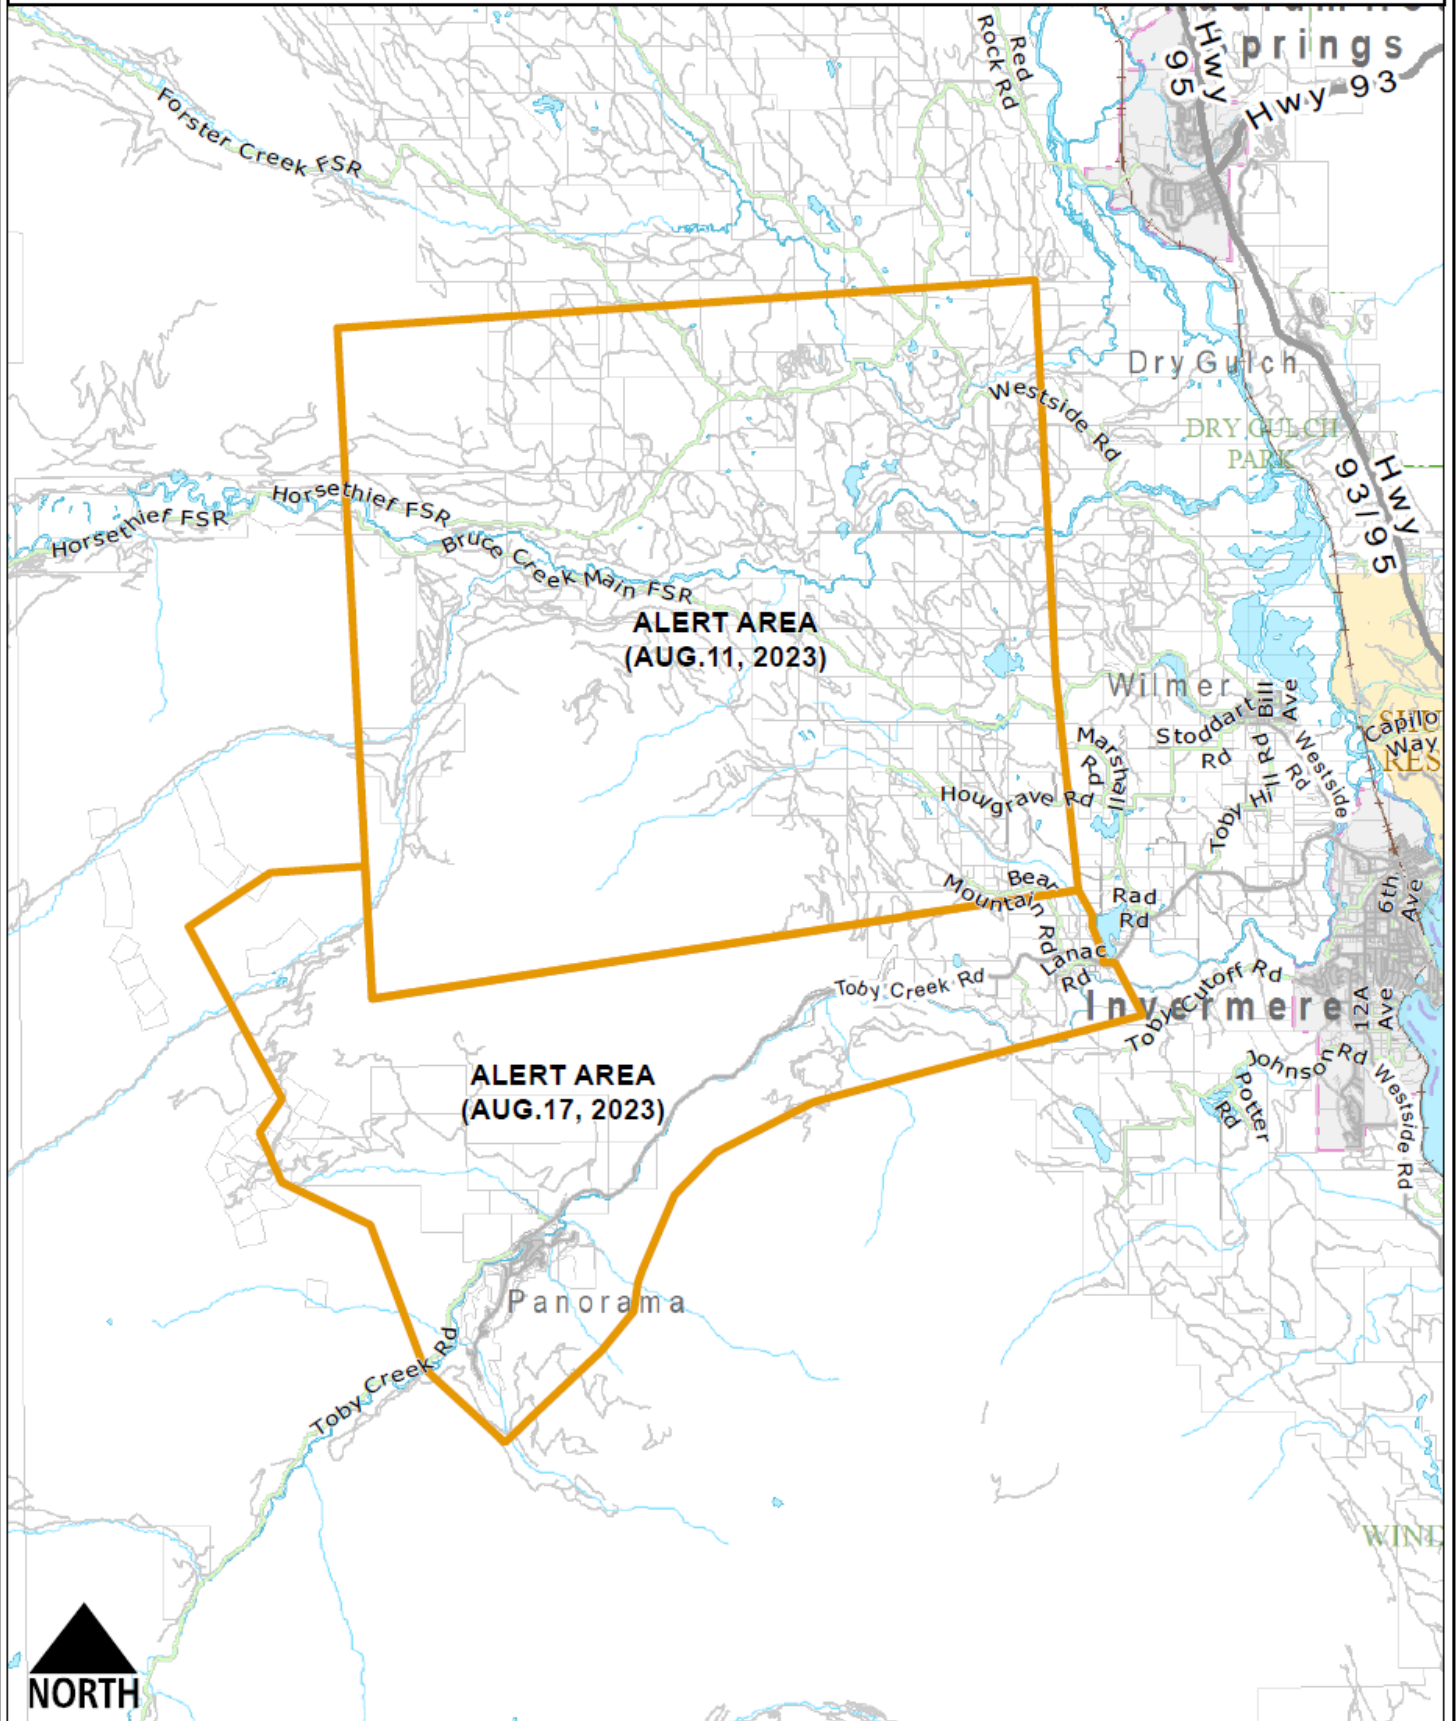 Red
Rock Rd
Hwy
95
prings
Hwy 93
Forster Creek FSR
Dry Gulch
Westside Rd
DRY GULCH
PARK
Hwy
93/95
Horsethief FSR
Horsethief FSR
Bruce Creek Main FSR
ALERT AREA
(AUG.11, 2023)
Wilmer
Bill
Ave
Stoddart
Rd
Marshall
Rd
Capilo
Way
RES
Westside
Rd
Toby Hill Rd
Howgrave Rd
Bear
Mountain Rd
Rad
Rd
6th
Ave
Lanac
Rd
Toby Creek Rd
Toby Cutoff Rd
Invermere
12A
Ave
Johnson Rd
Potter
Rd
Westside Rd
ALERT AREA
(AUG.17, 2023)
Panorama
Toby Creek Rd
WIND
NORTH